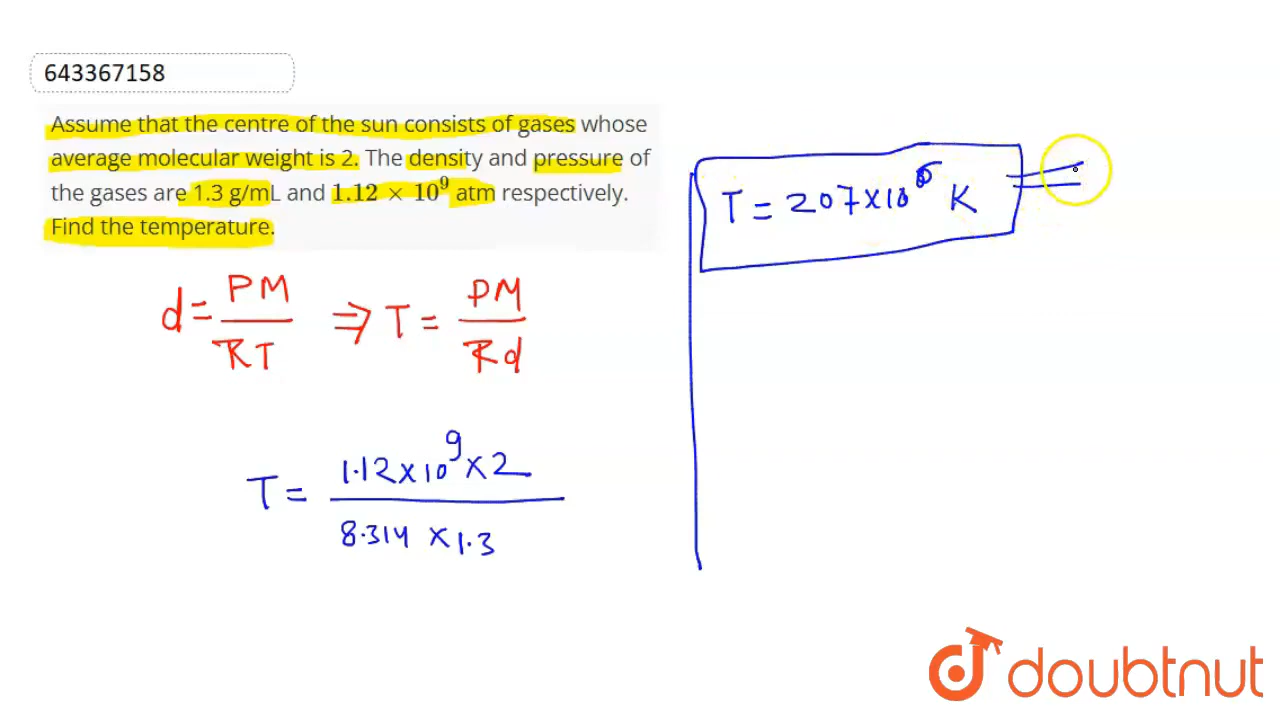 643367158
Assume that the centre of the sun consists of gases whose
average molecular weight is 2. The density and pressure of
the gases are 1.3 g/mL and 1.12 × 10⁹ atm respectively.
Find the temperature.
d = PM / RT ⇒ T = PM / Rd
T = 1.12×10⁹×2 / 8.314 × 1.3
T = 207×10⁶ K
doubtnut